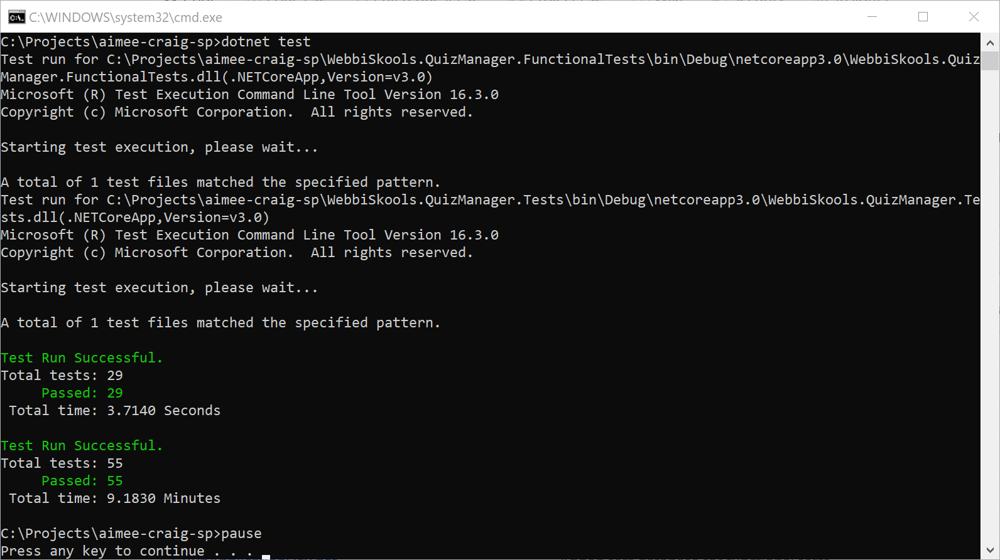 C:\WINDOWS\system32\cmd.exe
C:\Projects\aimee-craig-sp>dotnet test
Test run for C:\Projects\aimee-craig-sp\WebbiSkools.QuizManager.FunctionalTests\bin\Debug\netcoreapp3.0\WebbiSkools.Quiz
Manager.FunctionalTests.dll(.NETCoreApp,Version=v3.0)
Microsoft (R) Test Execution Command Line Tool Version 16.3.0
Copyright (c) Microsoft Corporation.  All rights reserved.

Starting test execution, please wait...

A total of 1 test files matched the specified pattern.
Test run for C:\Projects\aimee-craig-sp\WebbiSkools.QuizManager.Tests\bin\Debug\netcoreapp3.0\WebbiSkools.QuizManager.Te
sts.dll(.NETCoreApp,Version=v3.0)
Microsoft (R) Test Execution Command Line Tool Version 16.3.0
Copyright (c) Microsoft Corporation.  All rights reserved.

Starting test execution, please wait...

A total of 1 test files matched the specified pattern.

Test Run Successful.
Total tests: 29
     Passed: 29
 Total time: 3.7140 Seconds

Test Run Successful.
Total tests: 55
     Passed: 55
 Total time: 9.1830 Minutes

C:\Projects\aimee-craig-sp>pause
Press any key to continue . . .